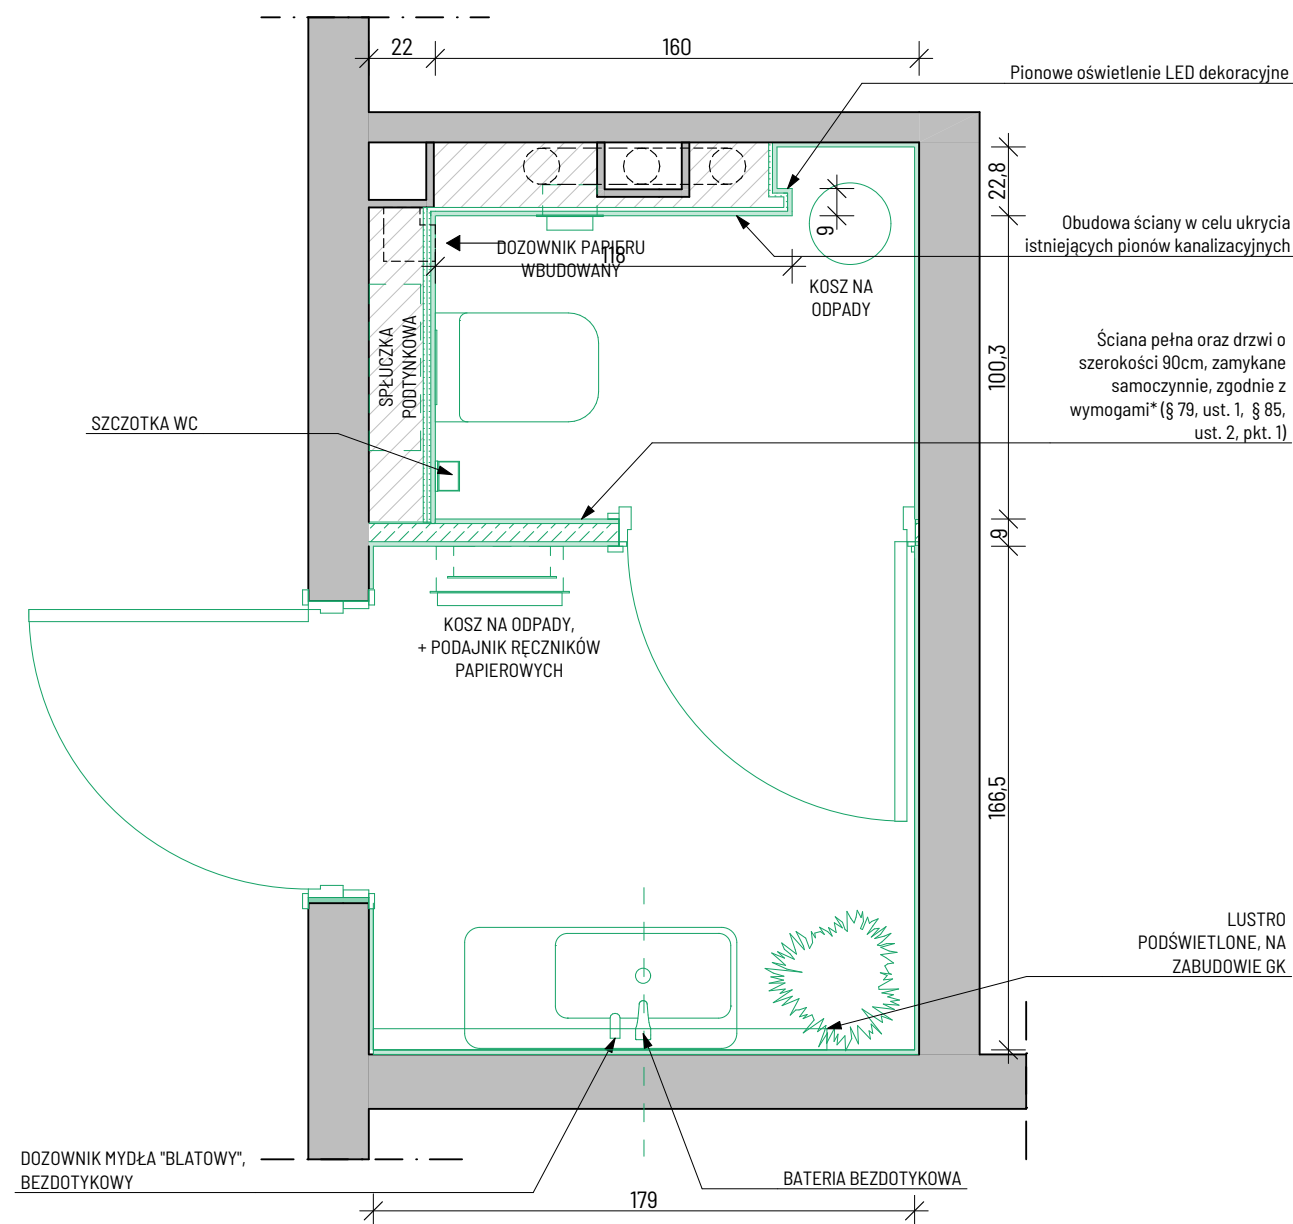 22
160
Pionowe oświetlenie LED dekoracyjne
22,8
9
Obudowa ściany w celu ukrycia
istniejących pionów kanalizacyjnych
DOZOWNIK PAPIERU
WBUDOWANY
118
KOSZ NA
ODPADY
SPŁUCZKA
PODTYNKOWA
100,3
Ściana pełna oraz drzwi o
szerokości 90cm, zamykane
samoczynnie, zgodnie z
wymogami* (§ 79, ust. 1, § 85,
ust. 2, pkt. 1)
SZCZOTKA WC
9
KOSZ NA ODPADY,
+ PODAJNIK RĘCZNIKÓW
PAPIEROWYCH
166,5
LUSTRO
PODŚWIETLONE, NA
ZABUDOWIE GK
DOZOWNIK MYDŁA "BLATOWY",
BEZDOTYKOWY
BATERIA BEZDOTYKOWA
179